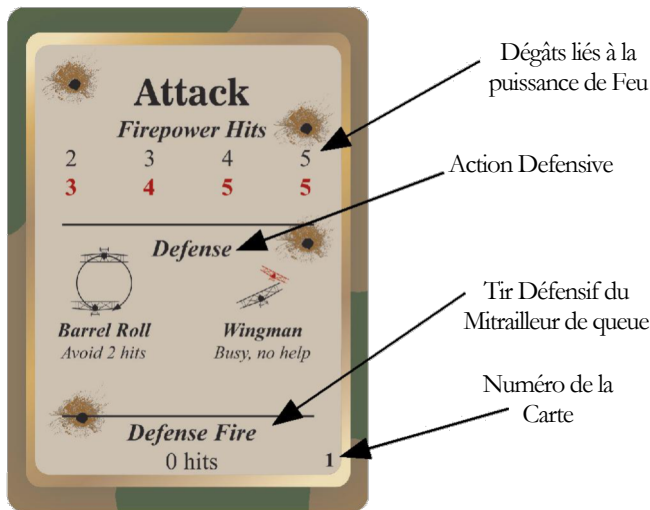 Attack
Firepower Hits
2 3 4 5
3 4 5 5
Defense
Barrel Roll Wingman
Avoid 2 hits Busy, no help
Defense Fire
0 hits 1
Dégâts liés à la
puissance de Feu
Action Defensive
Tir Défensif du
Mitrailleur de queue
Numéro de la
Carte